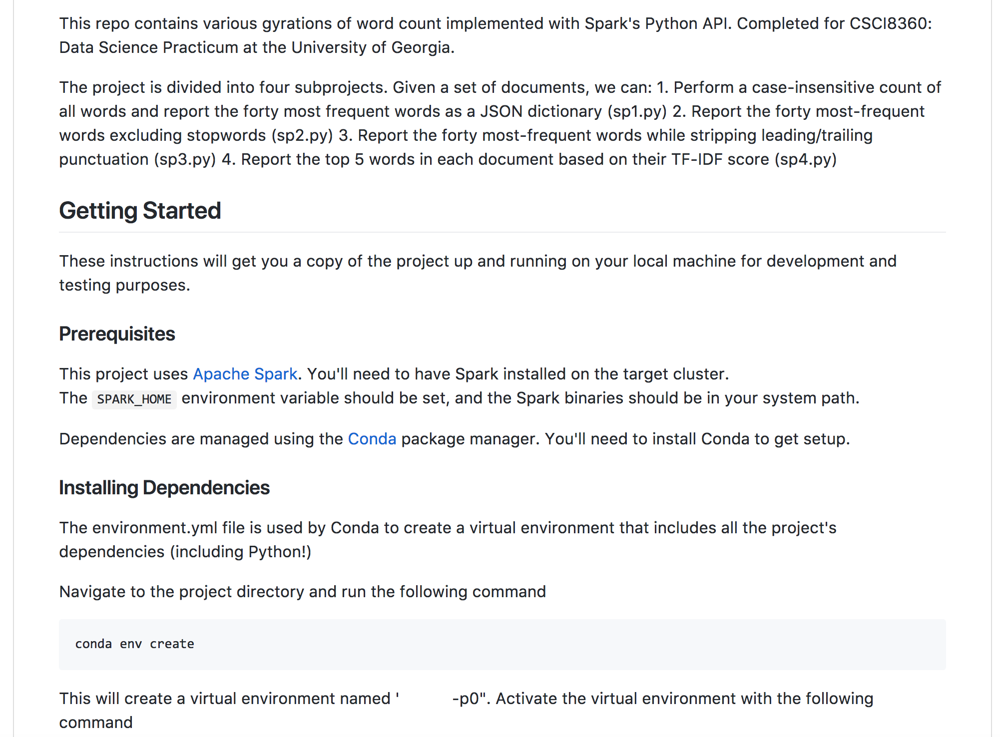 This repo contains various gyrations of word count implemented with Spark's Python API. Completed for CSCI8360:
Data Science Practicum at the University of Georgia.
The project is divided into four subprojects. Given a set of documents, we can: 1. Perform a case-insensitive count of
all words and report the forty most frequent words as a JSON dictionary (sp1.py) 2. Report the forty most-frequent
words excluding stopwords (sp2.py) 3. Report the forty most-frequent words while stripping leading/trailing
punctuation (sp3.py) 4. Report the top 5 words in each document based on their TF-IDF score (sp4.py)
Getting Started
These instructions will get you a copy of the project up and running on your local machine for development and
testing purposes.
Prerequisites
This project uses Apache Spark. You'll need to have Spark installed on the target cluster.
The SPARK_HOME environment variable should be set, and the Spark binaries should be in your system path.
Dependencies are managed using the Conda package manager. You'll need to install Conda to get setup.
Installing Dependencies
The environment.yml file is used by Conda to create a virtual environment that includes all the project's
dependencies (including Python!)
Navigate to the project directory and run the following command
conda env create
This will create a virtual environment named ' -p0". Activate the virtual environment with the following
command